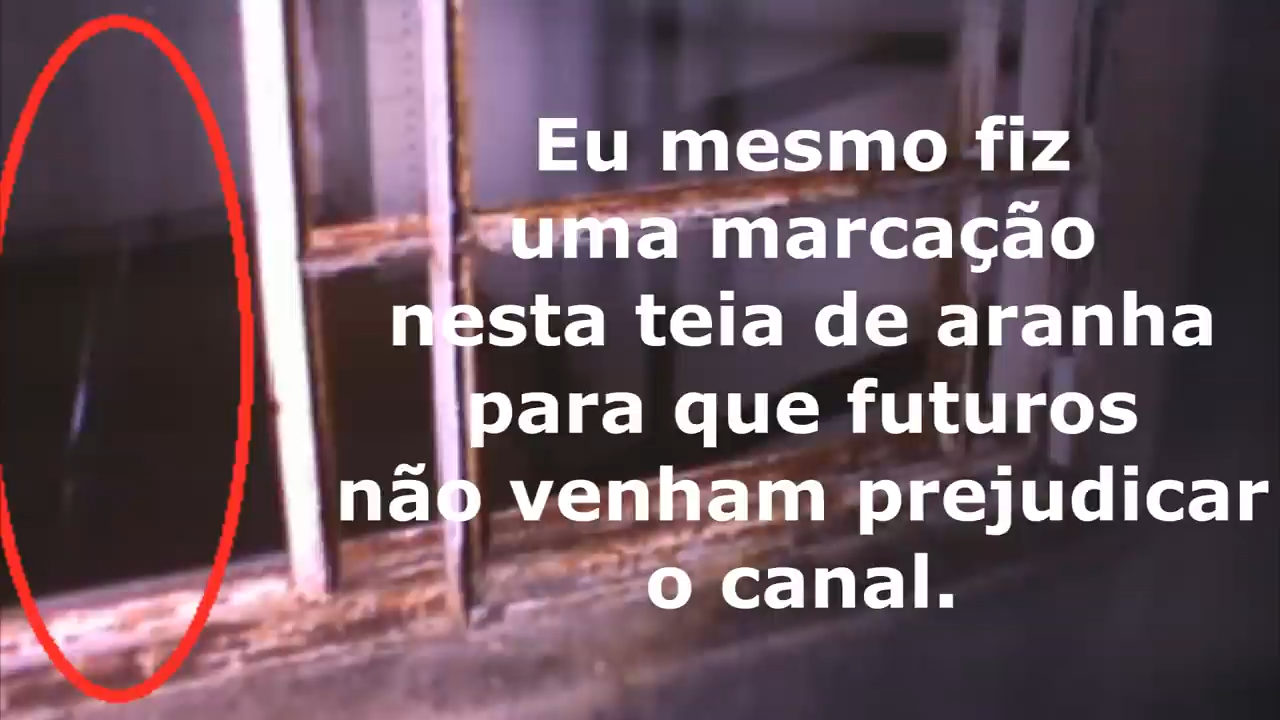 Eu mesmo fiz
uma marcação
nesta teia de aranha
para que futuros
não venham prejudicar
o canal.